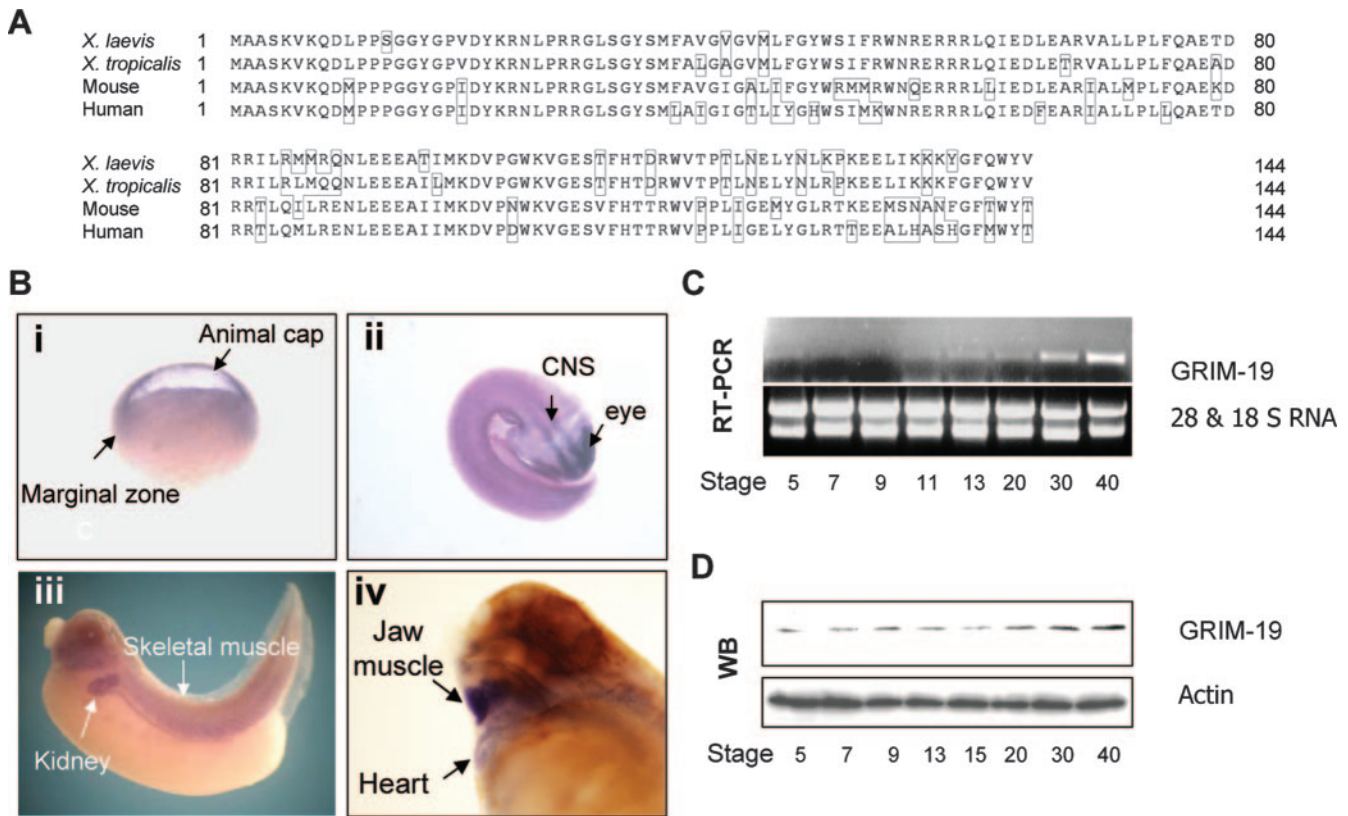 A
X. laevis 1 MAASKVKQDLPPSGGYGPVDYKRNLPRRGLSGYSMFAVGVGVMLFGYWSIFRWNRERRRLQIEDLEARVALLPLFQAETD 80
X. tropicalis 1 MAASKVKQDLPPPGGYGPVDYKRNLPRRGLSGYSMFALGAGVMLFGYWSIFRWNRERRRLQIEDLETRVALLPLFQAEAD 80
Mouse 1 MAASKVKQDMPPPGGYGPIDYKRNLPRRGLSGYSMFAVGIGALIFGYWRMMRWNQERRRLLIEDLEARIALMPLFQAEKD 80
Human 1 MAASKVKQDMPPPGGYGPIDYKRNLPRRGLSGYSMLAIGIGTLIYGHWSIMKWNRERRRLQIEDFEARIALLPLLQAETD 80
X. laevis 81 RRILRMMRQNLEEEATIMKDVPGWKVGESTFHTDRWVTPTLNELYNLKPKEELIKKKYGFQWYV 144
X. tropicalis 81 RRILRLMQQNLEEEAILMKDVPGWKVGESTFHTDRWVTPTLNELYNLRPKEELIKKKFGFQWYV 144
Mouse 81 RRTLQILRENLEEEAIIMKDVPNWKVGESVFHTTRWVPPLIGEMYGLRTKEEMSNANFGFTWYT 144
Human 81 RRTLQMLRENLEEEAIIMKDVPDWKVGESVFHTTRWVPPLIGELYGLRTTEEALHASHGFMWYT 144
B
i
Animal cap
Marginal zone
C
ii
CNS
eye
iii
Skeletal muscle
Kidney
iv
Jaw
muscle
Heart
C
RT-PCR
GRIM-19
28 & 18 S RNA
Stage 5 7 9 11 13 20 30 40
D
WB
GRIM-19
Actin
Stage 5 7 9 13 15 20 30 40